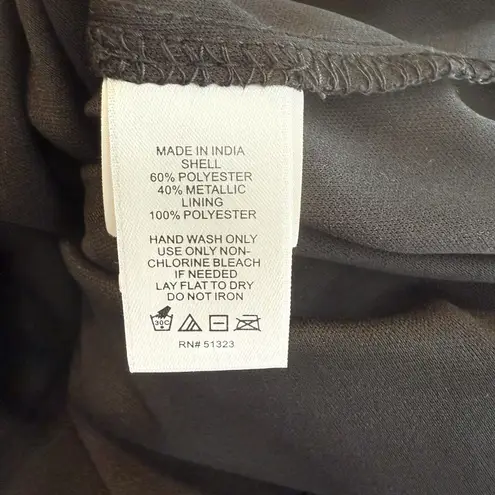 MADE IN INDIA
SHELL
60% POLYESTER
40% METALLIC
LINING
100% POLYESTER
HAND WASH ONLY
USE ONLY NON-
CHLORINE BLEACH
IF NEEDED
LAY FLAT TO DRY
DO NOT IRON
30C
RN# 51323